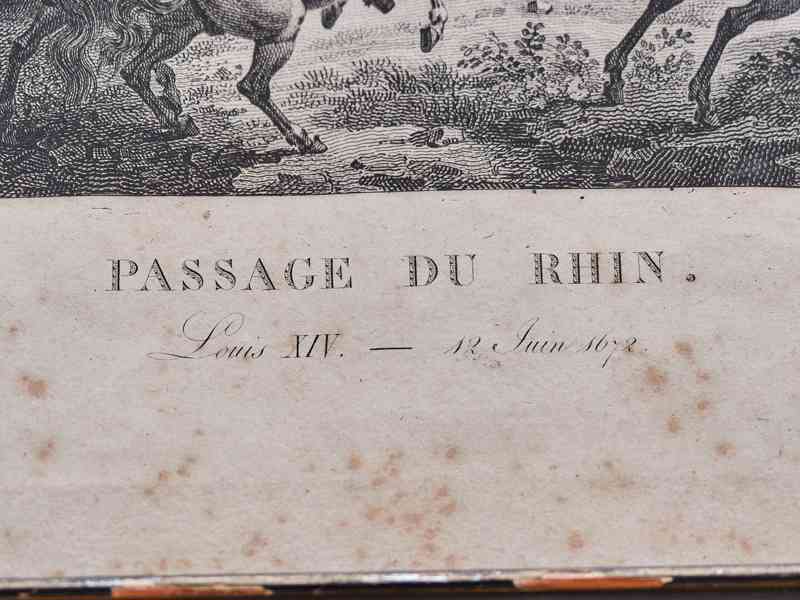 PASSAGE DU RHIN.
Louis XIV. — 12 Juin 1672.